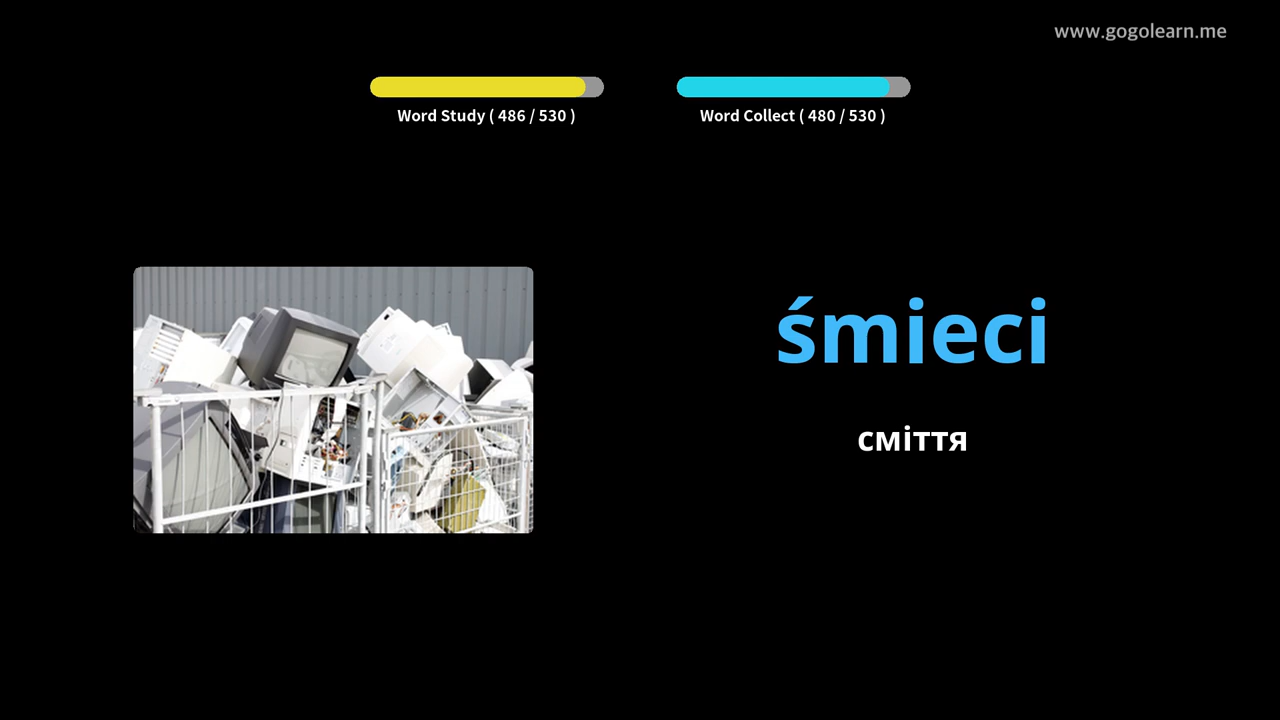 www.gogolearn.me
Word Study ( 486 / 530 )
Word Collect ( 480 / 530 )
śmieci
сміття